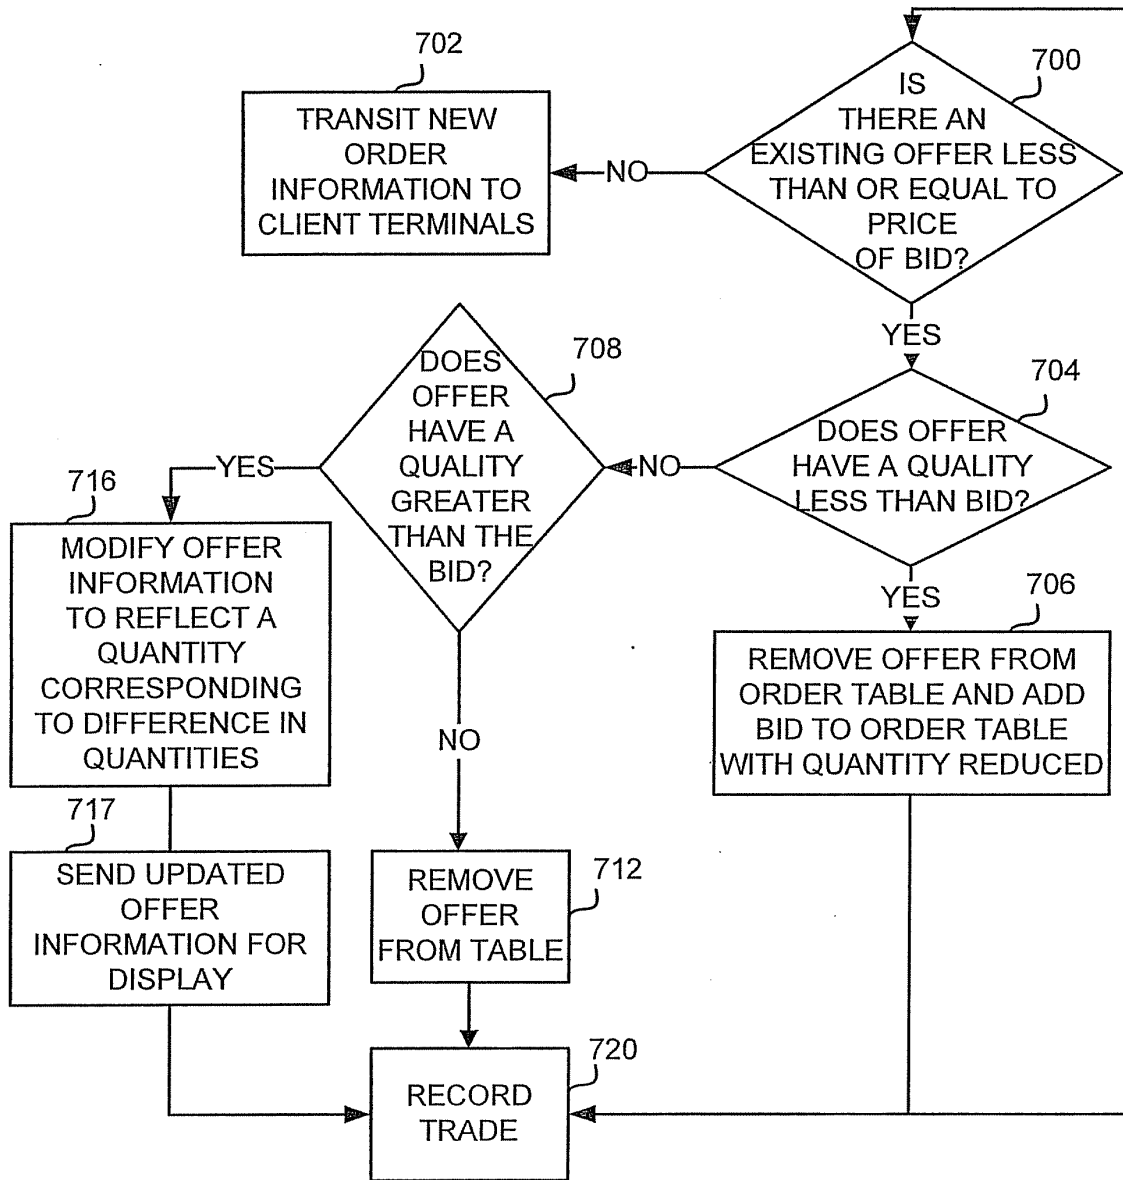 702
TRANSIT NEW
ORDER
INFORMATION TO
CLIENT TERMINALS
NO
700
IS
THERE AN
EXISTING OFFER LESS
THAN OR EQUAL TO
PRICE
OF BID?
YES
704
DOES OFFER
HAVE A QUALITY
LESS THAN BID?
NO
708
DOES
OFFER
HAVE A
QUALITY
GREATER
THAN THE
BID?
YES
716
MODIFY OFFER
INFORMATION
TO REFLECT A
QUANTITY
CORRESPONDING
TO DIFFERENCE IN
QUANTITIES
YES
706
REMOVE OFFER FROM
ORDER TABLE AND ADD
BID TO ORDER TABLE
WITH QUANTITY REDUCED
NO
717
SEND UPDATED
OFFER
INFORMATION FOR
DISPLAY
712
REMOVE
OFFER
FROM TABLE
720
RECORD
TRADE